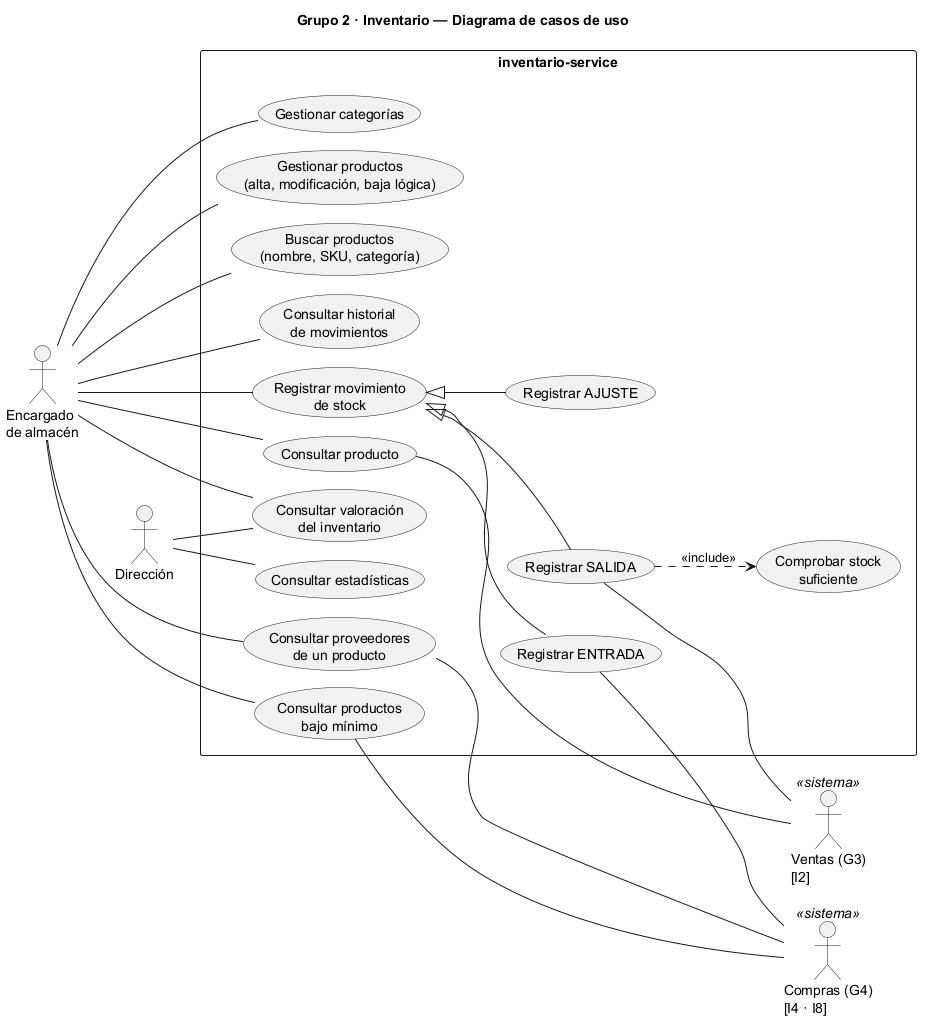 Grupo 2 · Inventario — Diagrama de casos de uso
inventario-service
Gestionar categorías
Gestionar productos
(alta, modificación, baja lógica)
Buscar productos
(nombre, SKU, categoría)
Consultar historial
de movimientos
Registrar movimiento
de stock
Registrar AJUSTE
Encargado
de almacén
Consultar producto
Consultar valoración
del inventario
Dirección
Consultar estadísticas
Registrar SALIDA
«include»
Comprobar stock
suficiente
Consultar proveedores
de un producto
Registrar ENTRADA
Consultar productos
bajo mínimo
«sistema»
Ventas (G3)
[I2]
«sistema»
Compras (G4)
[I4 · I8]